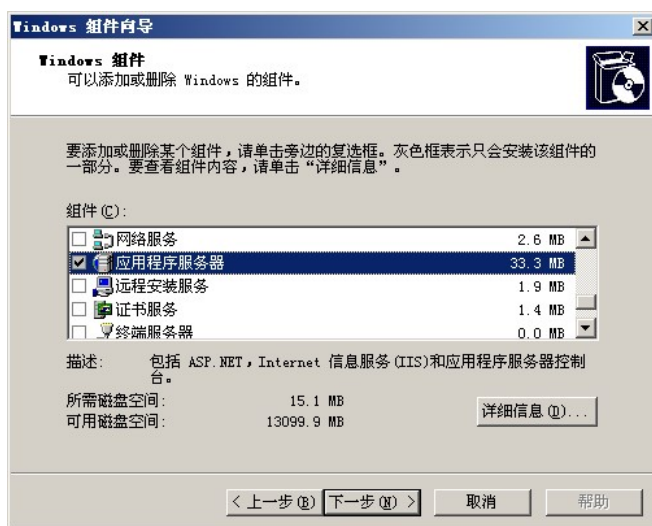 Windows 组件向导
Windows 组件
可以添加或删除 Windows 的组件。
要添加或删除某个组件，请单击旁边的复选框。灰色框表示只会安装该组件的
一部分。要查看组件内容，请单击“详细信息”。
组件(C):
网络服务 2.6 MB
应用程序服务器 33.3 MB
远程安装服务 1.9 MB
证书服务 1.4 MB
终端服务器 0.0 MB
描述: 包括 ASP.NET，Internet 信息服务(IIS)和应用程序服务器控制
台。
所需磁盘空间: 15.1 MB
可用磁盘空间: 13099.9 MB
详细信息(D)...
< 上一步(B) 下一步(N) > 取消 帮助